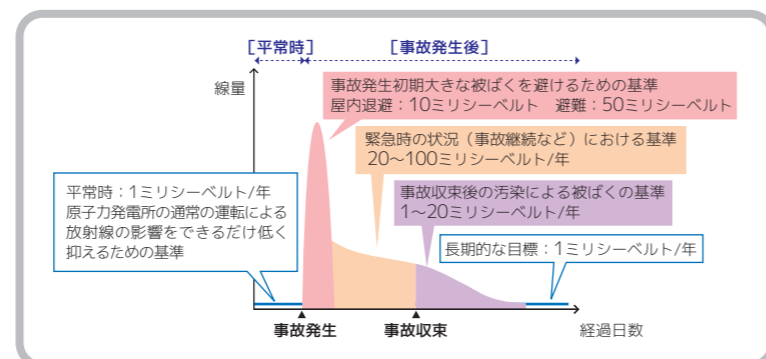 ［平常時］
［事故発生後］
線量
事故発生初期大きな被ばくを避けるための基準
屋内退避：10ミリシーベルト　避難：50ミリシーベルト
緊急時の状況（事故継続など）における基準
20〜100ミリシーベルト/年
平常時：1ミリシーベルト/年
原子力発電所の通常の運転による
放射線の影響をできるだけ低く
抑えるための基準
事故収束後の汚染による被ばくの基準
1〜20ミリシーベルト/年
長期的な目標：1ミリシーベルト/年
事故発生
事故収束
経過日数